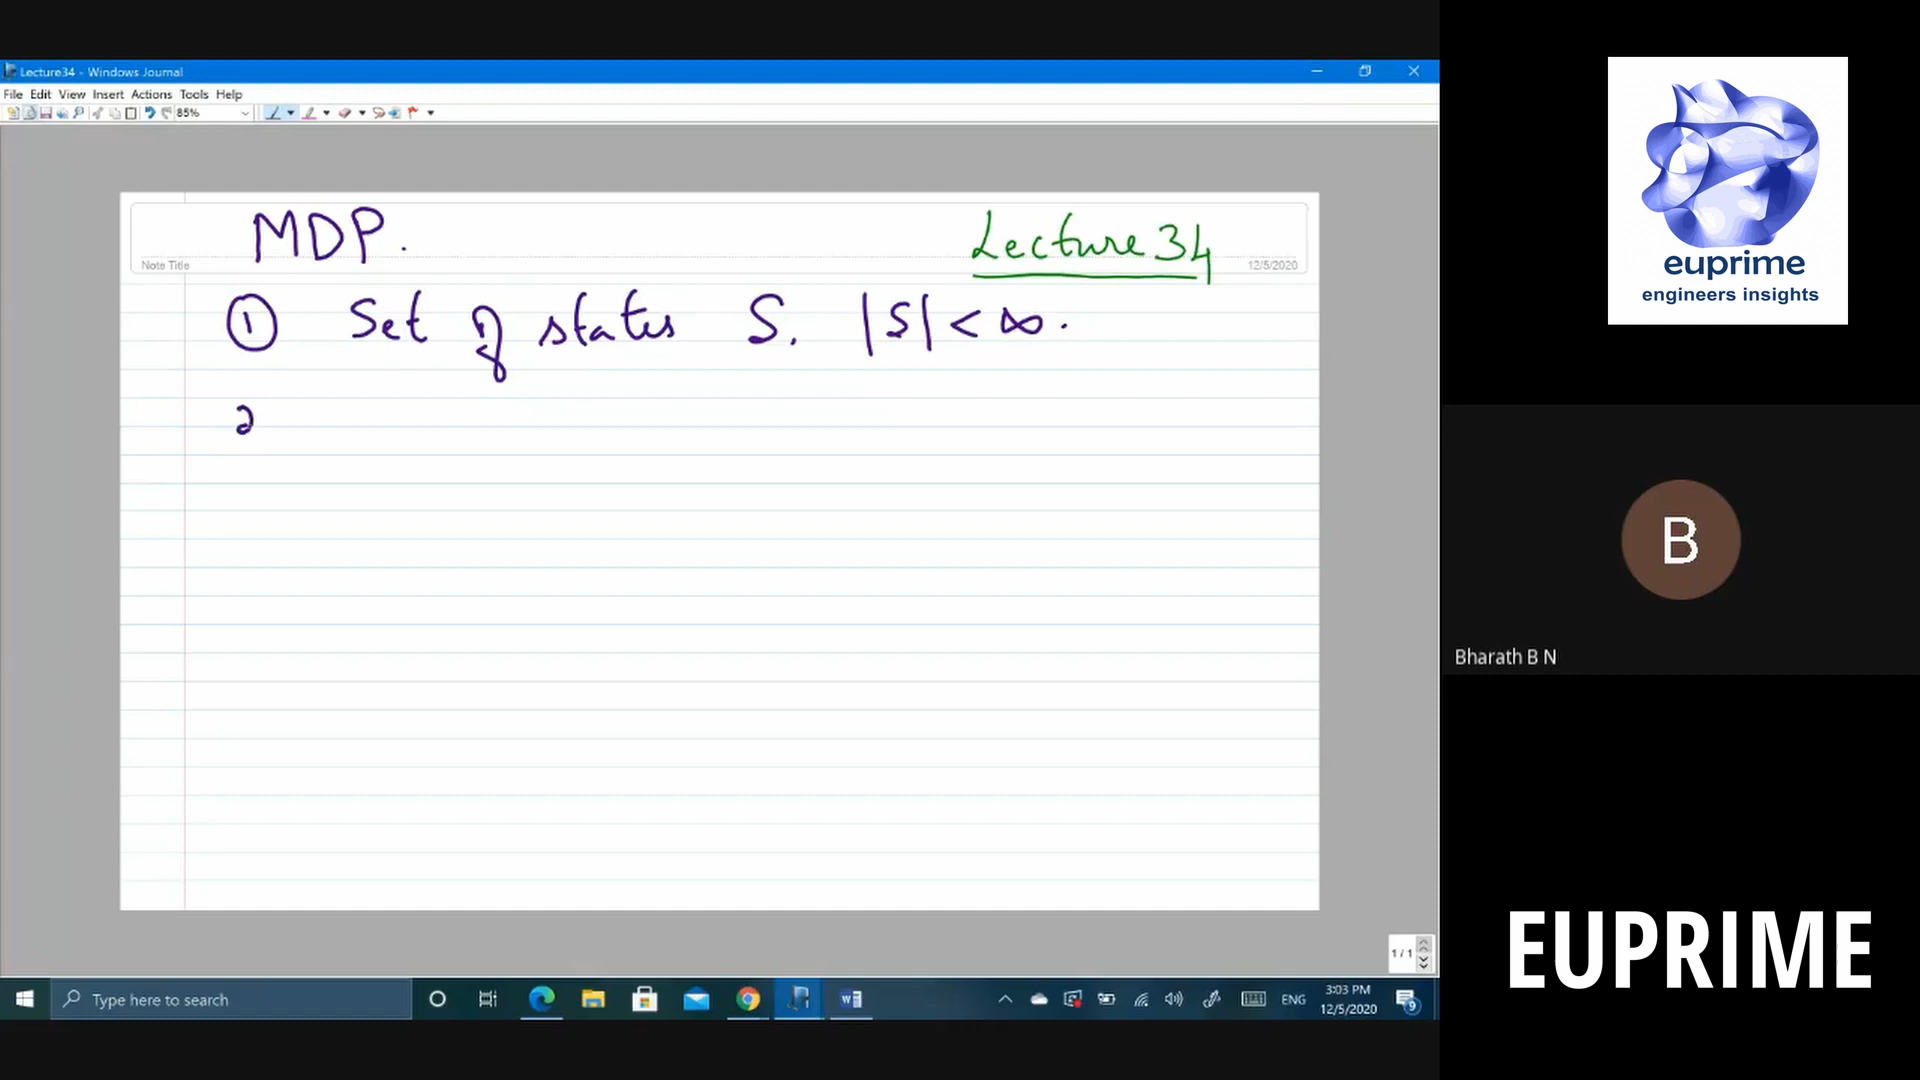 Lecture34 - Windows Journal
File Edit View Insert Actions Tools Help
85%
MDP.
Lecture 34
Note Title
12/5/2020
① Set of states S. |S| < ∞.
2
1 / 1
Type here to search
ENG
3:03 PM
12/5/2020
9
euprime
engineers insights
B
Bharath B N
EUPRIME